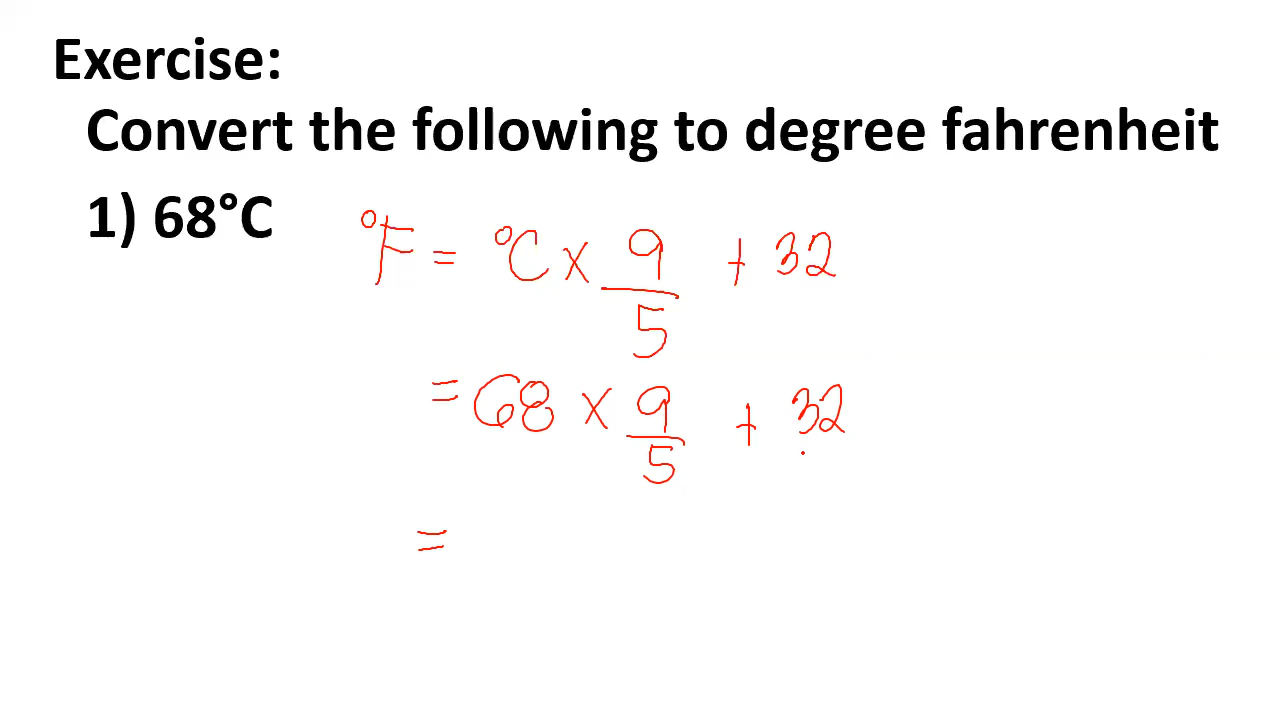 Exercise:
Convert the following to degree fahrenheit
1) 68°C
°F = °C x 9/5 + 32
= 68 x 9/5 + 32
=